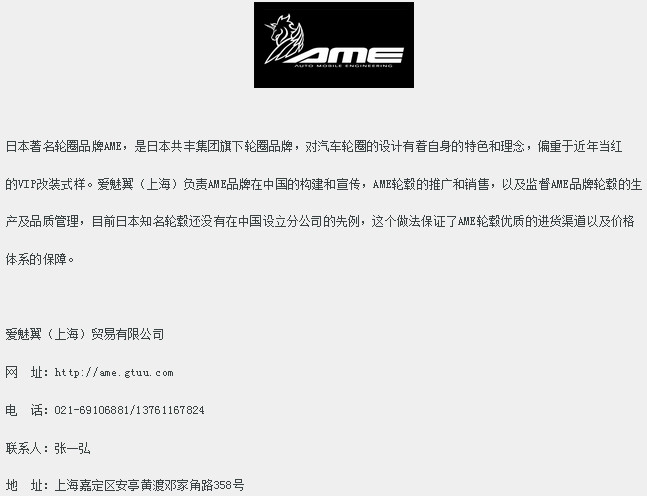 AME
AUTO MOBILE ENGINEERING
日本著名轮圈品牌AME，是日本共丰集团旗下轮圈品牌，对汽车轮圈的设计有着自身的特色和理念，偏重于近年当红
的VIP改装式样。爱魅翼（上海）负责AME品牌在中国的构建和宣传，AME轮毂的推广和销售，以及监督AME品牌轮毂的生
产及品质管理，目前日本知名轮毂还没有在中国设立分公司的先例，这个做法保证了AME轮毂优质的进货渠道以及价格
体系的保障。
爱魅翼（上海）贸易有限公司
网　址：http://ame.gtuu.com
电　话：021-69106881/13761167824
联系人：张一弘
地　址：上海嘉定区安亭黄渡邓家角路358号